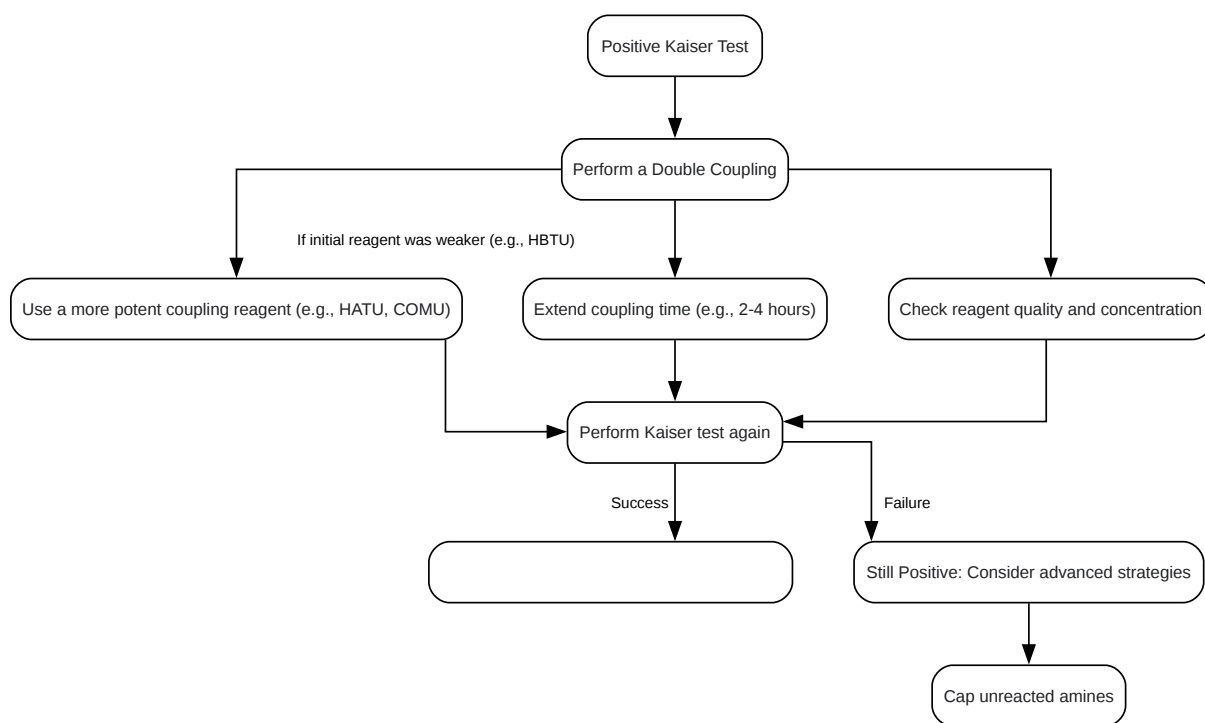 Positive Kaiser Test
Perform a Double Coupling
If initial reagent was weaker (e.g., HBTU)
Use a more potent coupling reagent (e.g., HATU, COMU)
Extend coupling time (e.g., 2-4 hours)
Check reagent quality and concentration
Perform Kaiser test again
Success
Failure
Still Positive: Consider advanced strategies
Cap unreacted amines